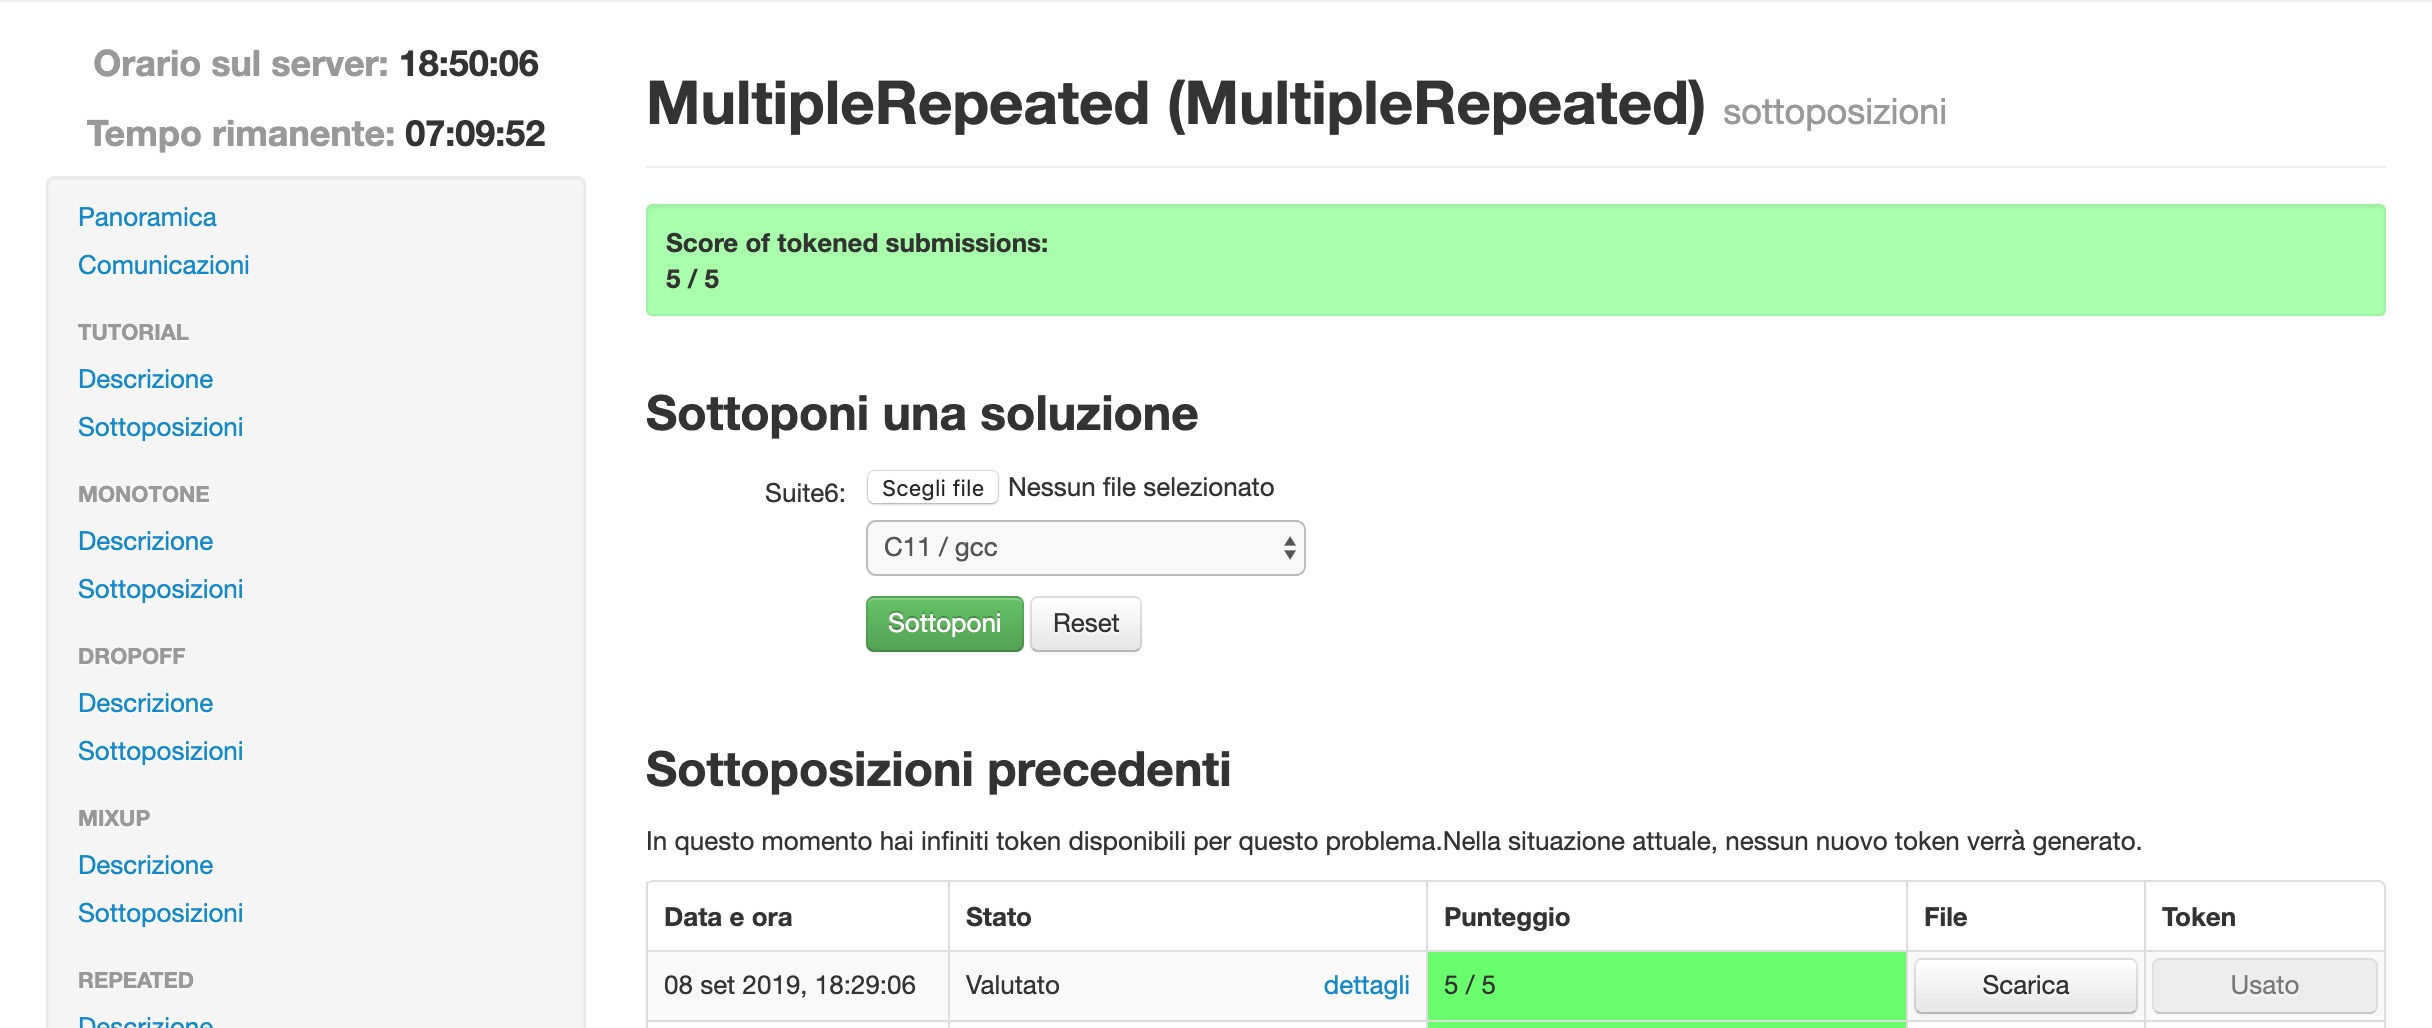 Orario sul server: 18:50:06
Tempo rimanente: 07:09:52
Panoramica
Comunicazioni
TUTORIAL
Descrizione
Sottoposizioni
MONOTONE
Descrizione
Sottoposizioni
DROPOFF
Descrizione
Sottoposizioni
MIXUP
Descrizione
Sottoposizioni
REPEATED
Descrizione
MultipleRepeated (MultipleRepeated) sottoposizioni
Score of tokened submissions:
5 / 5
Sottoponi una soluzione
Suite6: Scegli file Nessun file selezionato
C11 / gcc
Sottoponi Reset
Sottoposizioni precedenti
In questo momento hai infiniti token disponibili per questo problema.Nella situazione attuale, nessun nuovo token verrà generato.
Data e ora Stato Punteggio File Token
08 set 2019, 18:29:06 Valutato dettagli 5 / 5 Scarica Usato